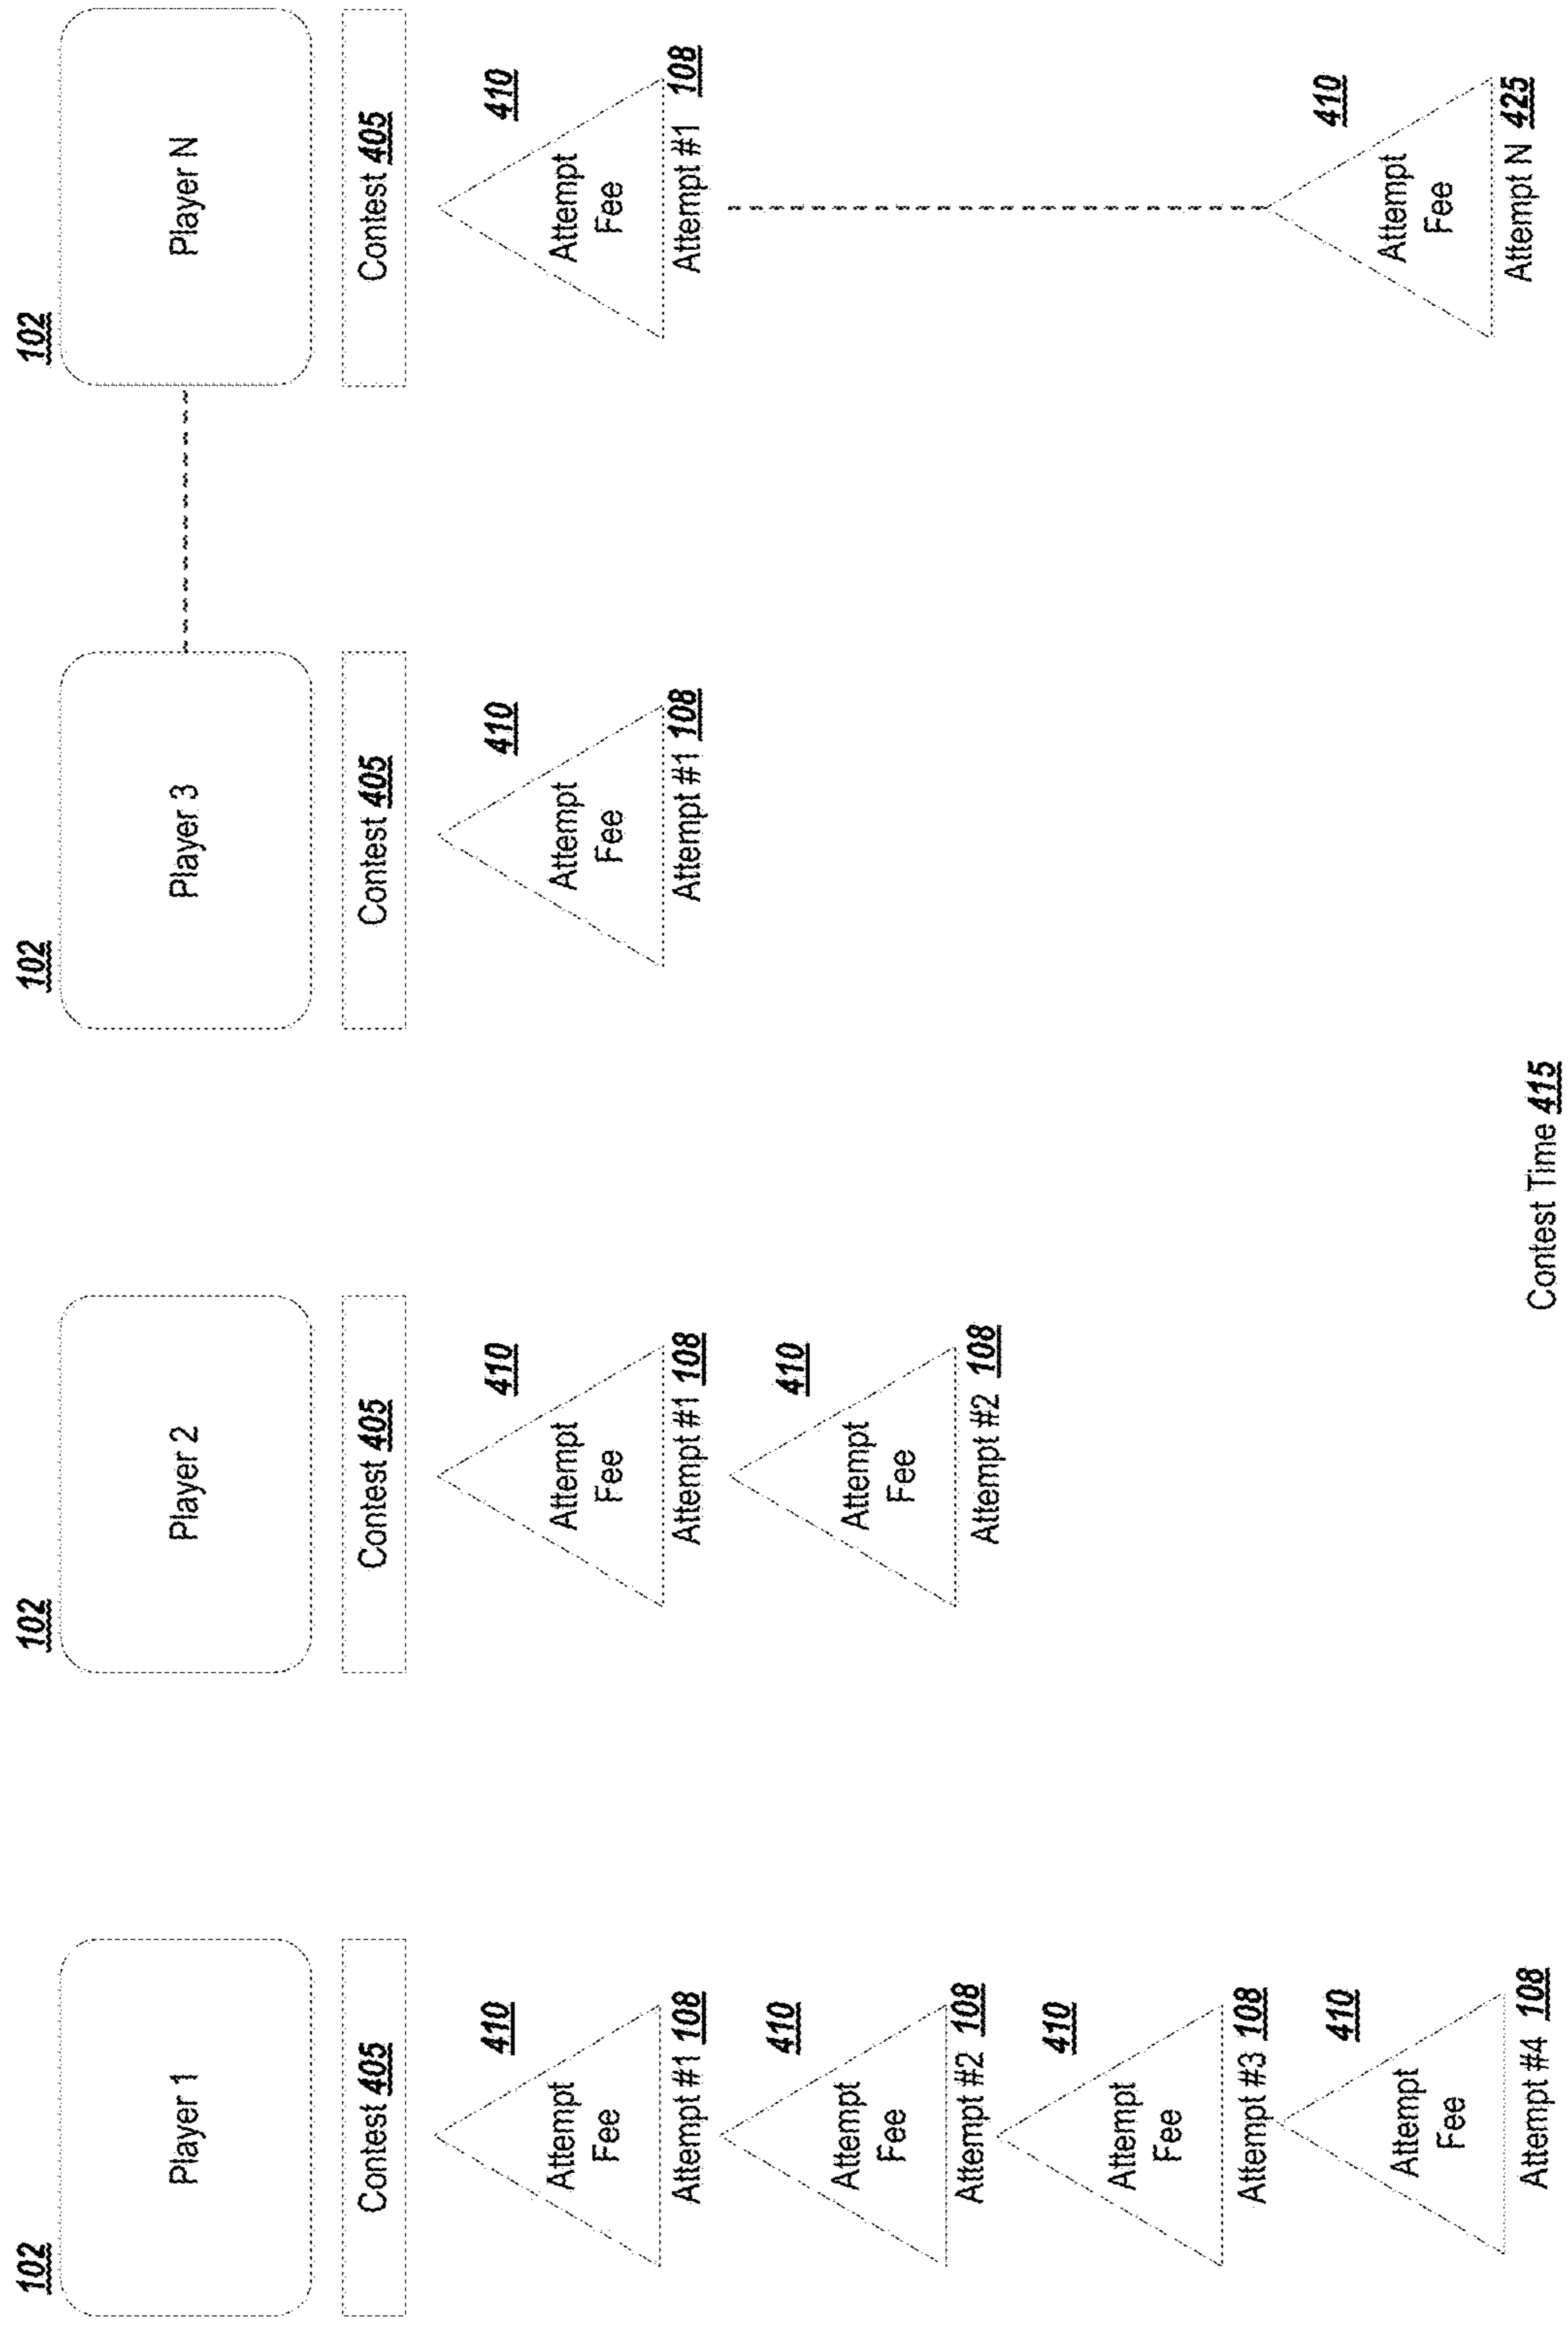 102
Player 1
Contest 405
410
Attempt
Fee
Attempt #1 108
410
Attempt
Fee
Attempt #2 108
410
Attempt
Fee
Attempt #3 108
410
Attempt
Fee
Attempt #4 108
102
Player 2
Contest 405
410
Attempt
Fee
Attempt #1 108
410
Attempt
Fee
Attempt #2 108
102
Player 3
Contest 405
410
Attempt
Fee
Attempt #1 108
102
Player N
Contest 405
410
Attempt
Fee
Attempt #1 108
410
Attempt
Fee
Attempt N 425
Contest Time 415